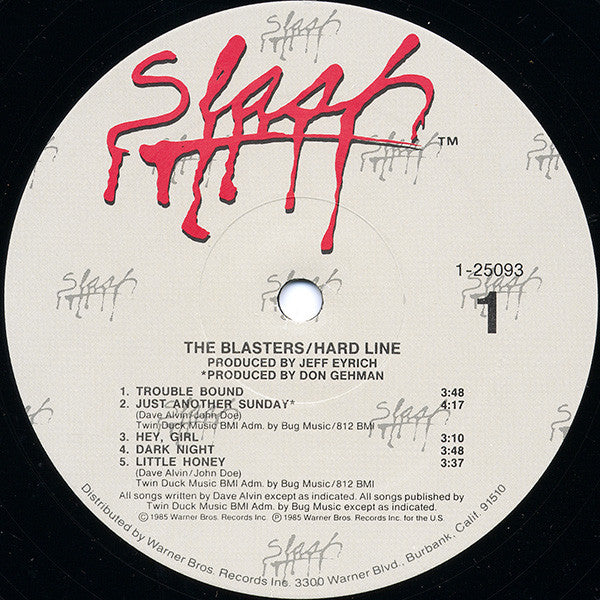 Slash
Slash™
Slash
Slash
1-25093
Slash
Slash
1
THE BLASTERS/HARD LINE
PRODUCED BY JEFF EYRICH
*PRODUCED BY DON GEHMAN
1. TROUBLE BOUND 3:48
2. JUST ANOTHER SUNDAY* 4:17
(Dave Alvin/John Doe)
Twin Duck Music BMI Adm. by Bug Music/812 BMI
3. HEY, GIRL 3:10
4. DARK NIGHT 3:48
5. LITTLE HONEY 3:37
(Dave Alvin/John Doe)
Twin Duck Music BMI Adm. by Bug Music/812 BMI
All songs written by Dave Alvin except as indicated. All songs published by
Twin Duck Music BMI Adm. by Bug Music except as indicated.
©1985 Warner Bros. Records Inc. ℗1985 Warner Bros. Records Inc. for the U.S.
Distributed by Warner Bros. Records Inc. 3300 Warner Blvd., Burbank, Calif. 91510
Slash